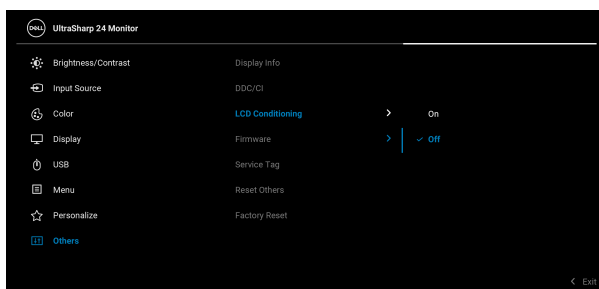 DELL UltraSharp 24 Monitor
Brightness/Contrast Display Info
Input Source DDC/CI
Color LCD Conditioning > On
Display Firmware > ✓ Off
USB Service Tag
Menu Reset Others
Personalize Factory Reset
Others
< Exit